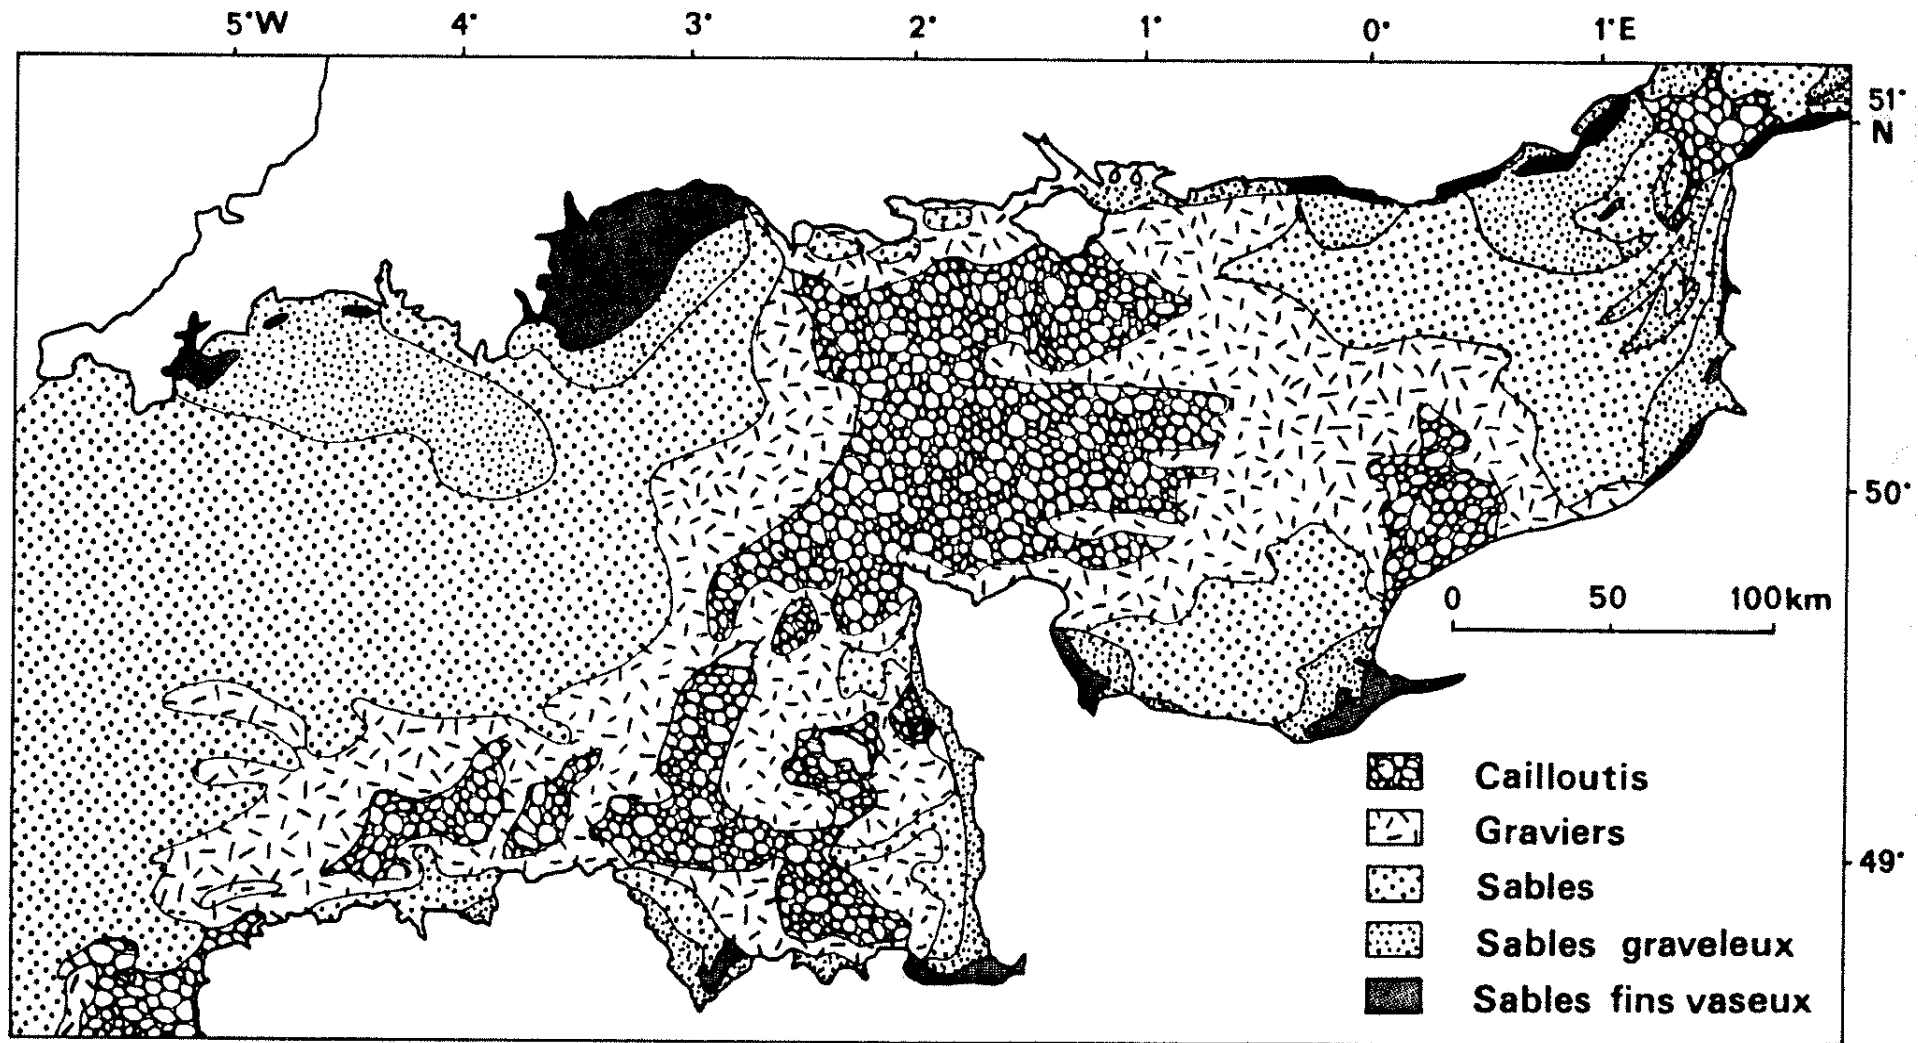 5°W 4° 3° 2° 1° 0° 1°E
51°
N
50°
0 50 100km
49°
Cailloutis
Graviers
Sables
Sables graveleux
Sables fins vaseux